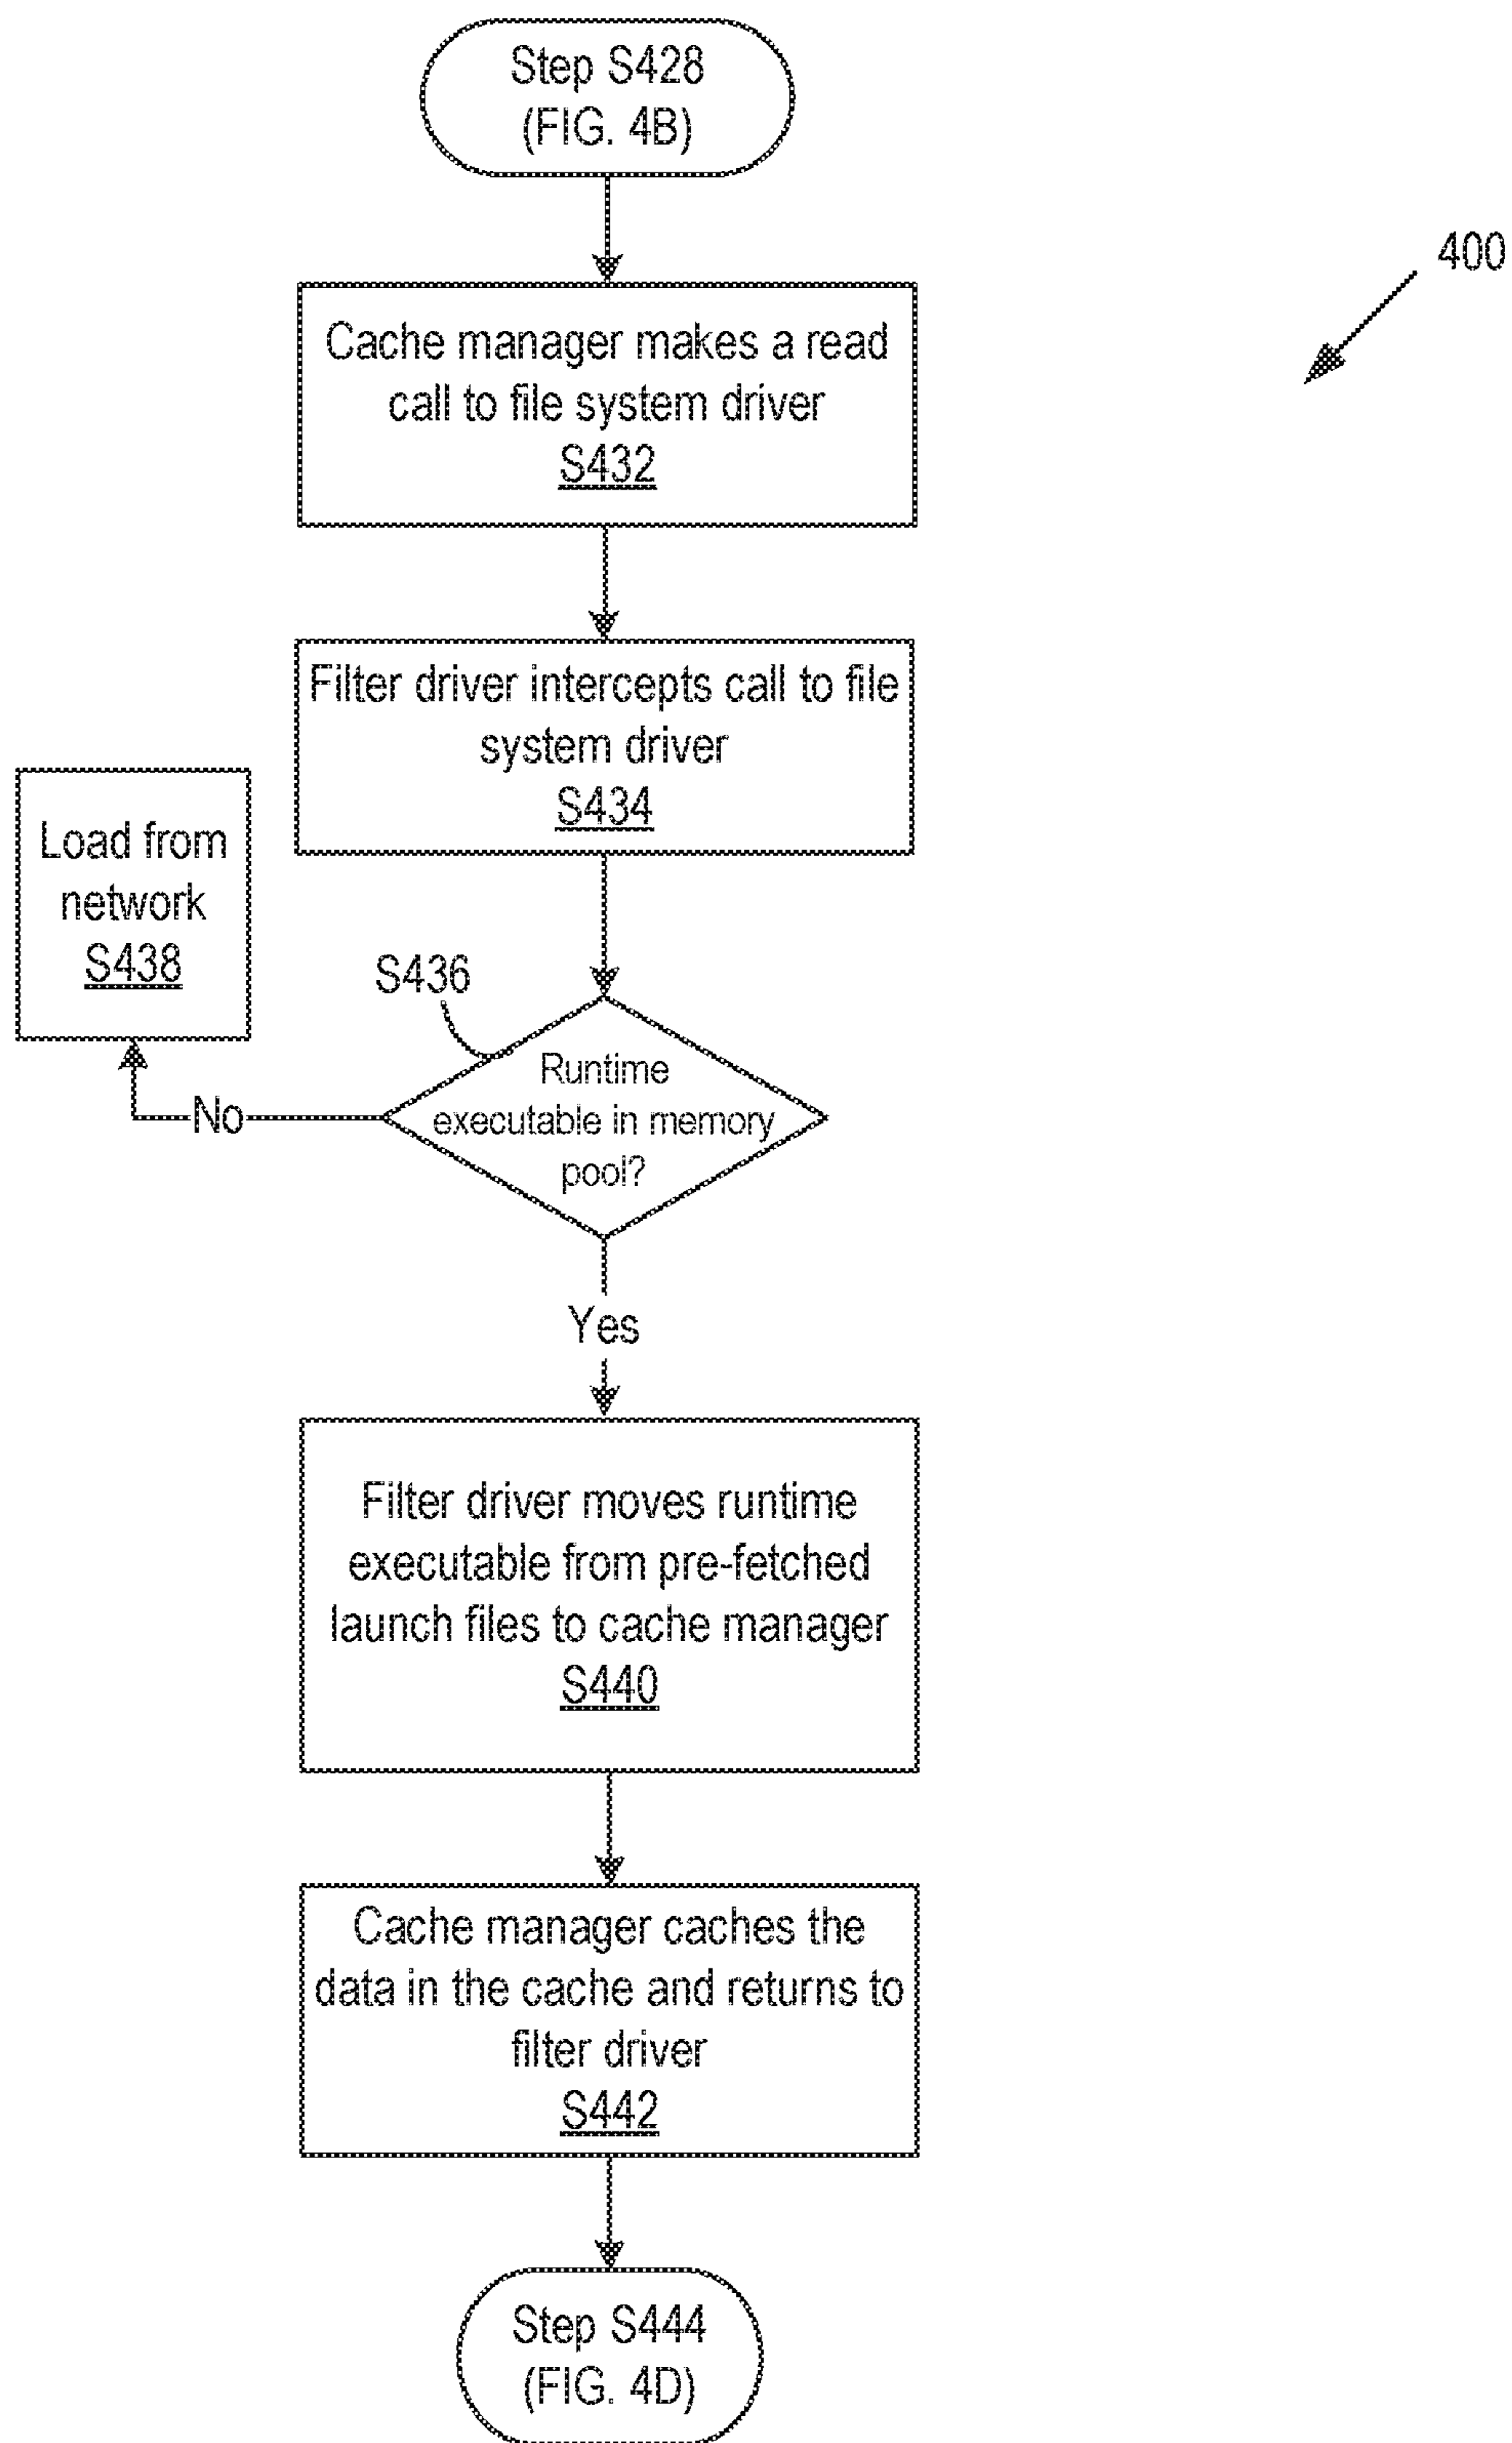 Step S428
(FIG. 4B)
400
Cache manager makes a read
call to file system driver
S432
Filter driver intercepts call to file
system driver
S434
Load from
network
S438
S436
Runtime
executable in memory
pool?
No
Yes
Filter driver moves runtime
executable from pre-fetched
launch files to cache manager
S440
Cache manager caches the
data in the cache and returns to
filter driver
S442
Step S444
(FIG. 4D)